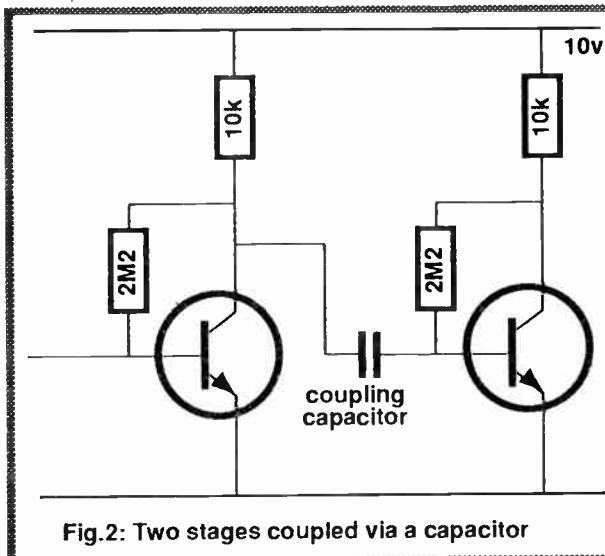 10v
10k
10k
2M2
2M2
coupling
capacitor
Fig.2: Two stages coupled via a capacitor